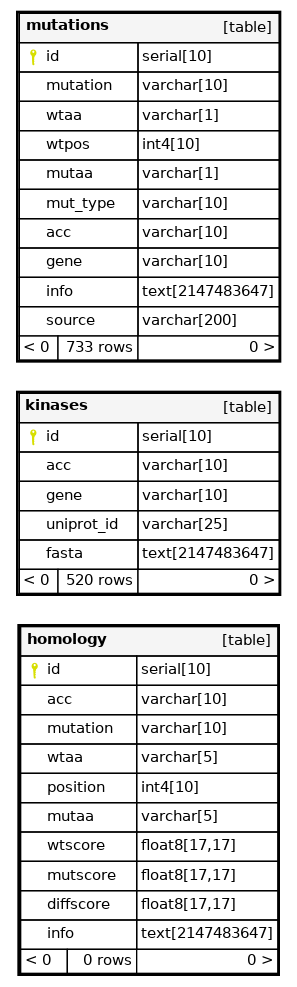 mutations [table]
id serial[10]
mutation varchar[10]
wtaa varchar[1]
wtpos int4[10]
mutaa varchar[1]
mut_type varchar[10]
acc varchar[10]
gene varchar[10]
info text[2147483647]
source varchar[200]
< 0 733 rows 0 >
kinases [table]
id serial[10]
acc varchar[10]
gene varchar[10]
uniprot_id varchar[25]
fasta text[2147483647]
< 0 520 rows 0 >
homology [table]
id serial[10]
acc varchar[10]
mutation varchar[10]
wtaa varchar[5]
position int4[10]
mutaa varchar[5]
wtscore float8[17,17]
mutscore float8[17,17]
diffscore float8[17,17]
info text[2147483647]
< 0 0 rows 0 >